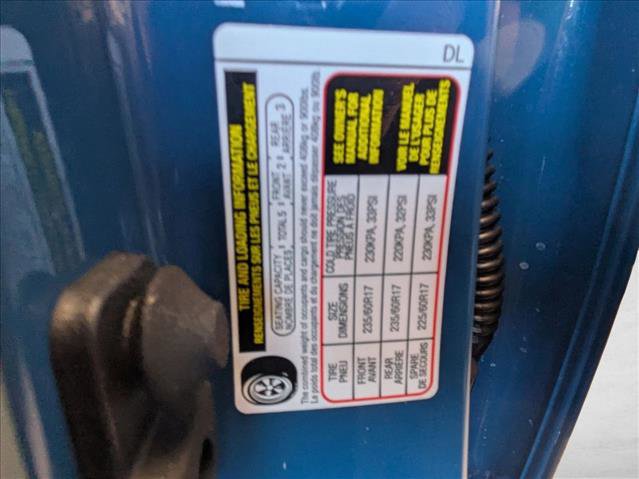 DL
TIRE AND LOADING INFORMATION
RENSEIGNEMENTS SUR LES PNEUS ET LE CHARGEMENT
SEATING CAPACITY TOTAL 5 FRONT 2 REAR 3
NOMBRE DE PLACES AVANT ARRIÈRE
The combined weight of occupants and cargo should never exceed 408kg or 900lbs.
Le poids total des occupants et du chargement ne doit jamais dépasser 408kg ou 900lb.
TIRE SIZE COLD TIRE PRESSURE
PNEU DIMENSIONS PRESSION DES
PNEUS À FROID
FRONT 235/60R17 230KPA, 33PSI
AVANT
REAR 235/60R17 220KPA, 32PSI
ARRIÈRE
SPARE 225/60R17 230KPA, 33PSI
DE SECOURS
SEE OWNER'S
MANUAL FOR
ADDITIONAL
INFORMATION
VOIR LE MANUEL
DE L'USAGER
POUR PLUS DE
RENSEIGNEMENTS